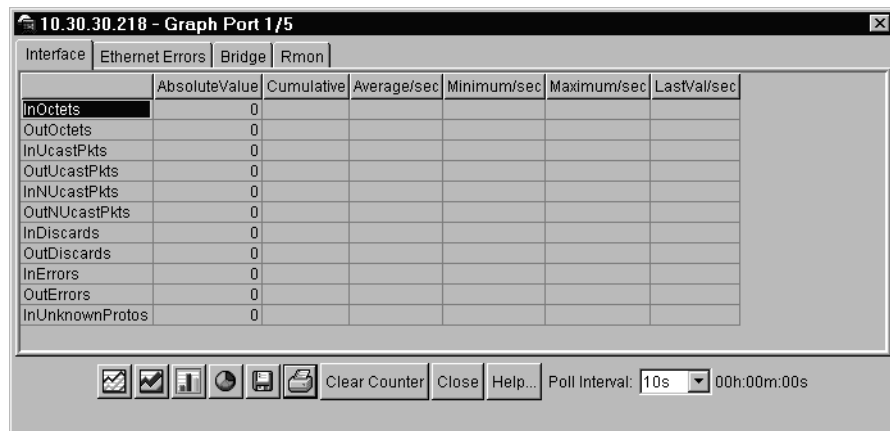 10.30.30.218 - Graph Port 1/5
Interface Ethernet Errors Bridge Rmon
AbsoluteValue Cumulative Average/sec Minimum/sec Maximum/sec LastVal/sec
InOctets 0
OutOctets 0
InUcastPkts 0
OutUcastPkts 0
InNUcastPkts 0
OutNUcastPkts 0
InDiscards 0
OutDiscards 0
InErrors 0
OutErrors 0
InUnknownProtos 0
Clear Counter Close Help... Poll Interval: 10s 00h:00m:00s